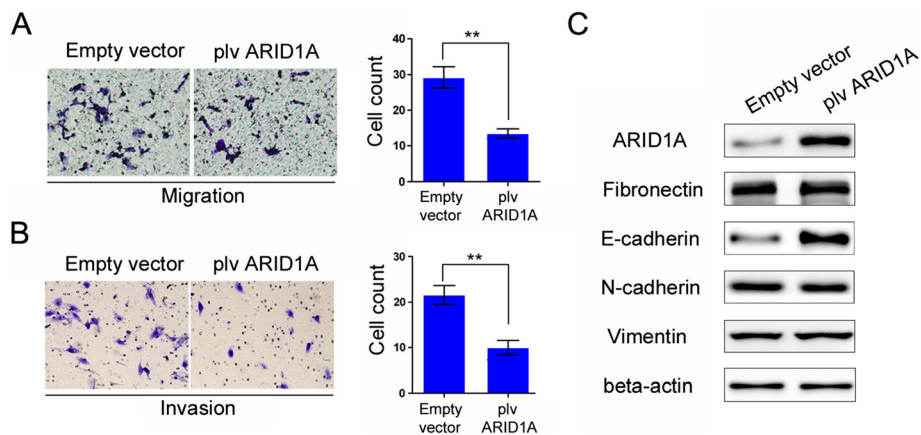 A
Empty vector
plv ARID1A
Migration
Cell count
40
30
20
10
0
**
Empty vector
plv ARID1A
B
Empty vector
plv ARID1A
Invasion
Cell count
30
20
10
0
**
Empty vector
plv ARID1A
C
Empty vector
plv ARID1A
ARID1A
Fibronectin
E-cadherin
N-cadherin
Vimentin
beta-actin